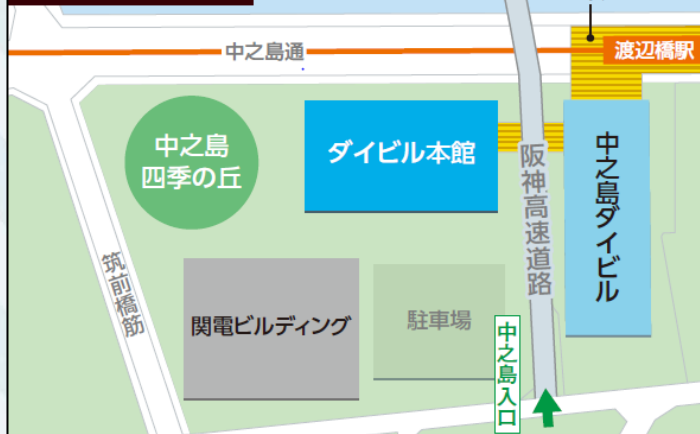 中之島通
渡辺橋駅
中之島
四季の丘
ダイビル本館
阪神高速道路
中之島ダイビル
筑前橋筋
関電ビルディング
駐車場
中之島入口